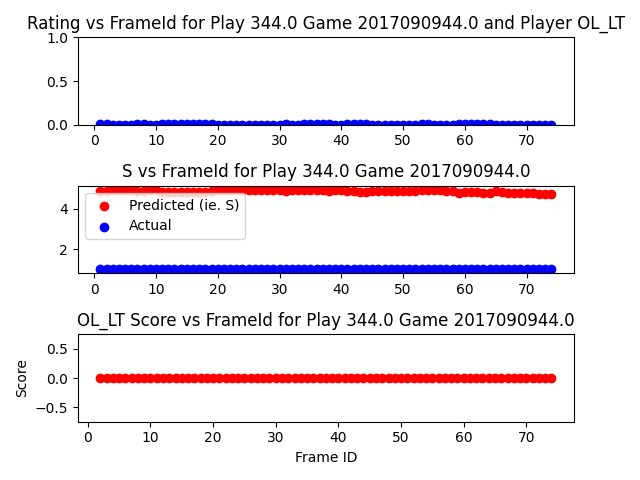 Rating vs FrameId for Play 344.0 Game 2017090944.0 and Player OL_LT
1.0
0.5
0.0
0 10 20 30 40 50 60 70
S vs FrameId for Play 344.0 Game 2017090944.0
4
2
Predicted (ie. S)
Actual
0 10 20 30 40 50 60 70
OL_LT Score vs FrameId for Play 344.0 Game 2017090944.0
Score
0.5
0.0
−0.5
0 10 20 30 40 50 60 70
Frame ID